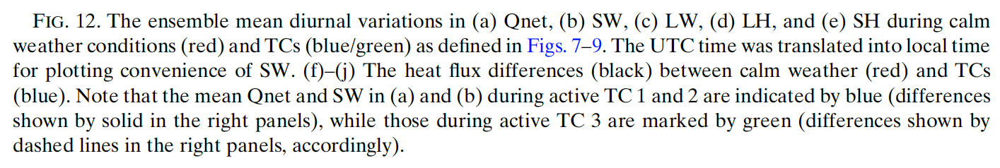 FIG. 12. The ensemble mean diurnal variations in (a) Qnet, (b) SW, (c) LW, (d) LH, and (e) SH during calm
weather conditions (red) and TCs (blue/green) as defined in Figs. 7–9. The UTC time was translated into local time
for plotting convenience of SW. (f)–(j) The heat flux differences (black) between calm weather (red) and TCs
(blue). Note that the mean Qnet and SW in (a) and (b) during active TC 1 and 2 are indicated by blue (differences
shown by solid in the right panels), while those during active TC 3 are marked by green (differences shown by
dashed lines in the right panels, accordingly).